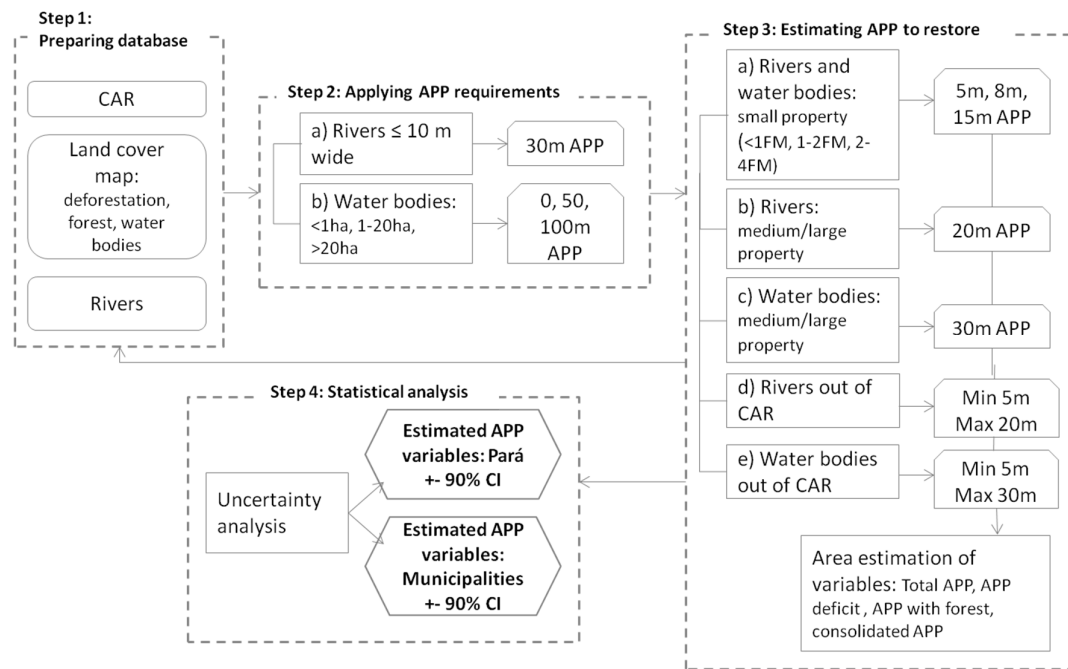 Step 1:
Preparing database
CAR
Land cover
map:
deforestation,
forest, water
bodies
Rivers
Step 2: Applying APP requirements
a) Rivers ≤ 10 m
wide
30m APP
b) Water bodies:
<1ha, 1-20ha,
>20ha
0, 50,
100m
APP
Step 3: Estimating APP to restore
a) Rivers and
water bodies:
small property
(<1FM, 1-2FM, 2-
4FM)
5m, 8m,
15m APP
b) Rivers:
medium/large
property
20m APP
c) Water bodies:
medium/large
property
30m APP
d) Rivers out of
CAR
Min 5m
Max 20m
e) Water bodies
out of CAR
Min 5m
Max 30m
Area estimation of
variables: Total APP, APP
deficit , APP with forest,
consolidated APP
Step 4: Statistical analysis
Uncertainty
analysis
Estimated APP
variables: Pará
+- 90% CI
Estimated APP
variables:
Municipalities
+- 90% CI